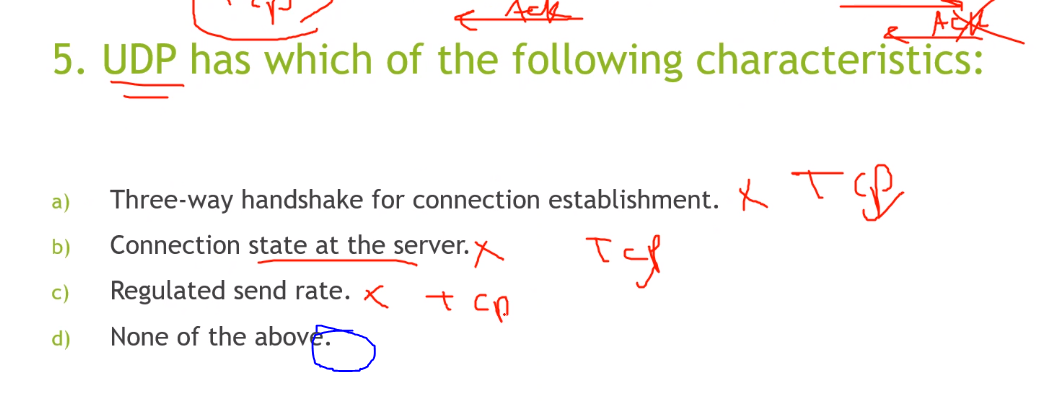 TCP Ack Ack
5. UDP has which of the following characteristics:
a) Three-way handshake for connection establishment. x TCP
b) Connection state at the server. x TCP
c) Regulated send rate. x TCP
d) None of the above.